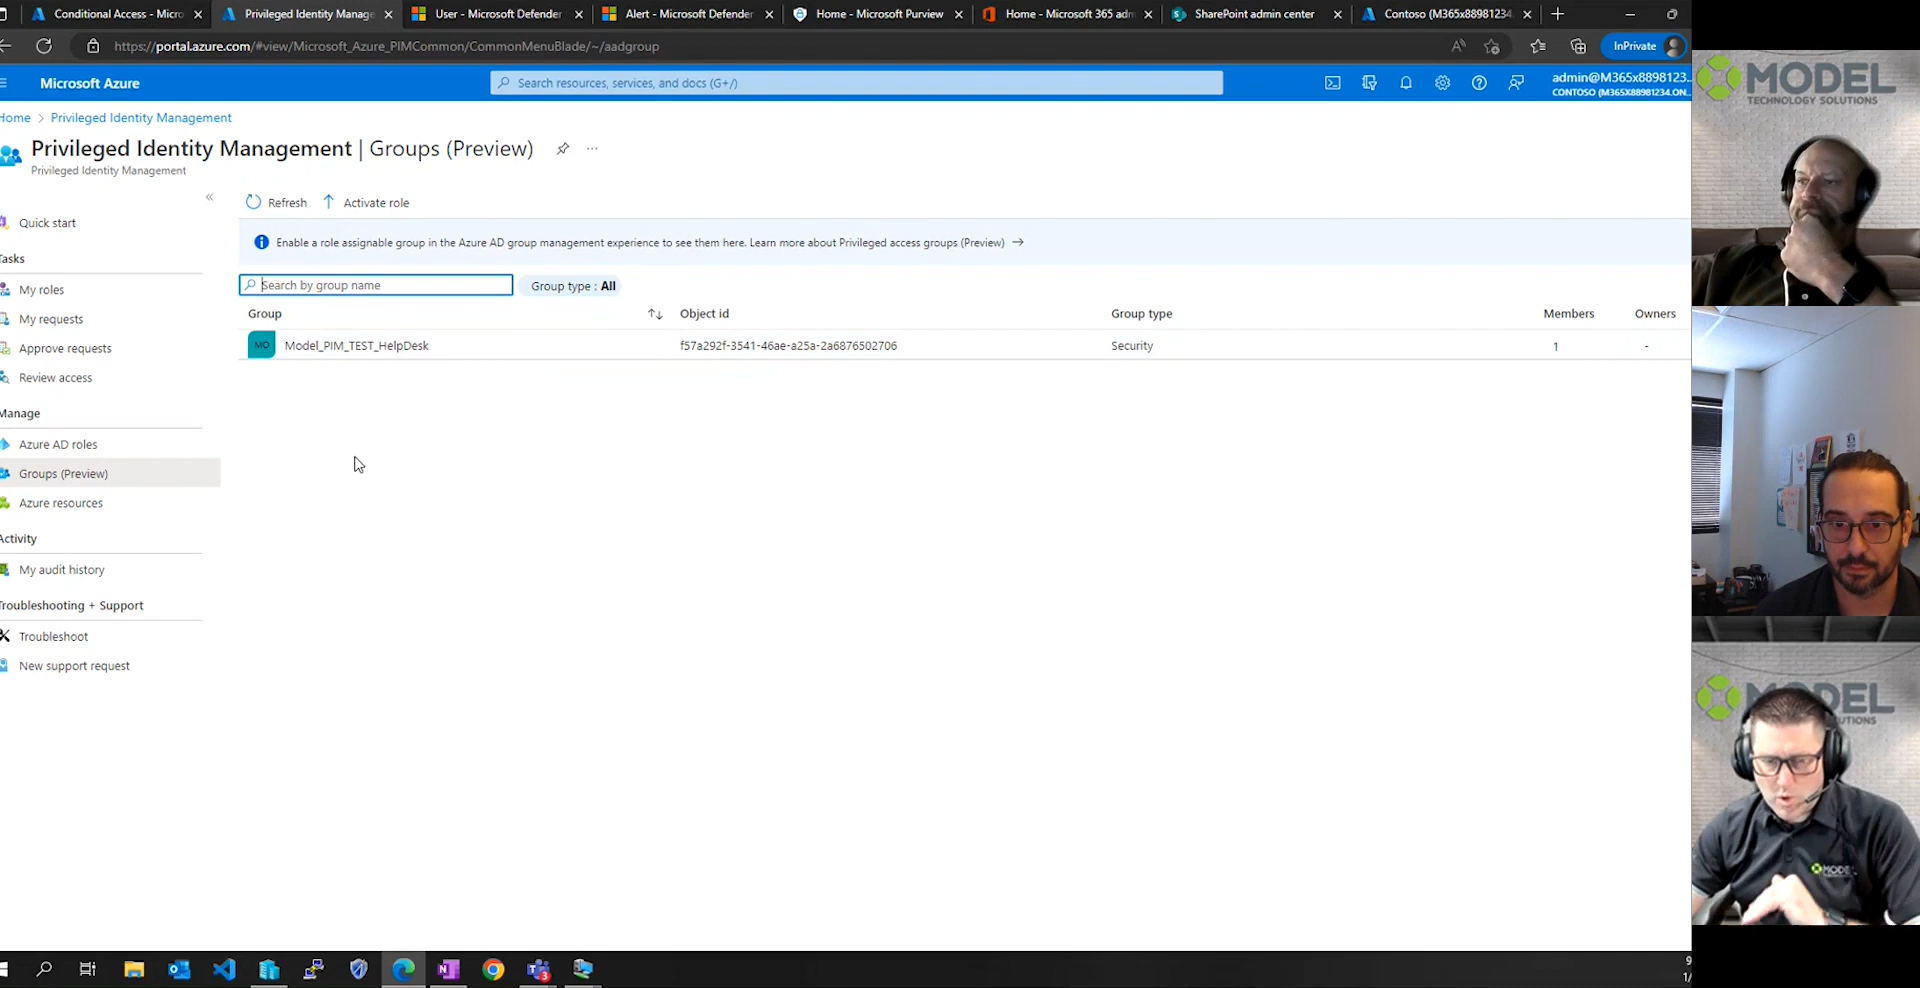 Conditional Access - Micro
Privileged Identity Manage
User - Microsoft Defender
Alert - Microsoft Defender
Home - Microsoft Purview
Home - Microsoft 365 adm
SharePoint admin center
Contoso (M365x88981234.
https://portal.azure.com/#view/Microsoft_Azure_PIMCommon/CommonMenuBlade/~/aadgroup
InPrivate
Microsoft Azure
Search resources, services, and docs (G+/)
admin@M365x8898123...
CONTOSO (M365X88981234.ON...
Home > Privileged Identity Management
Privileged Identity Management | Groups (Preview)
Privileged Identity Management
Refresh
Activate role
Quick start
Enable a role assignable group in the Azure AD group management experience to see them here. Learn more about Privileged access groups (Preview)
Tasks
My roles
My requests
Approve requests
Review access
Manage
Azure AD roles
Groups (Preview)
Azure resources
Activity
My audit history
Troubleshooting + Support
Troubleshoot
New support request
Search by group name
Group type : All
Group
Object id
Group type
Members
Owners
MO
Model_PIM_TEST_HelpDesk
f57a292f-3541-46ae-a25a-2a6876502706
Security
1
-
MODEL
TECHNOLOGY SOLUTIONS
MODEL
SOLUTIONS
MODEL
3
9
1/